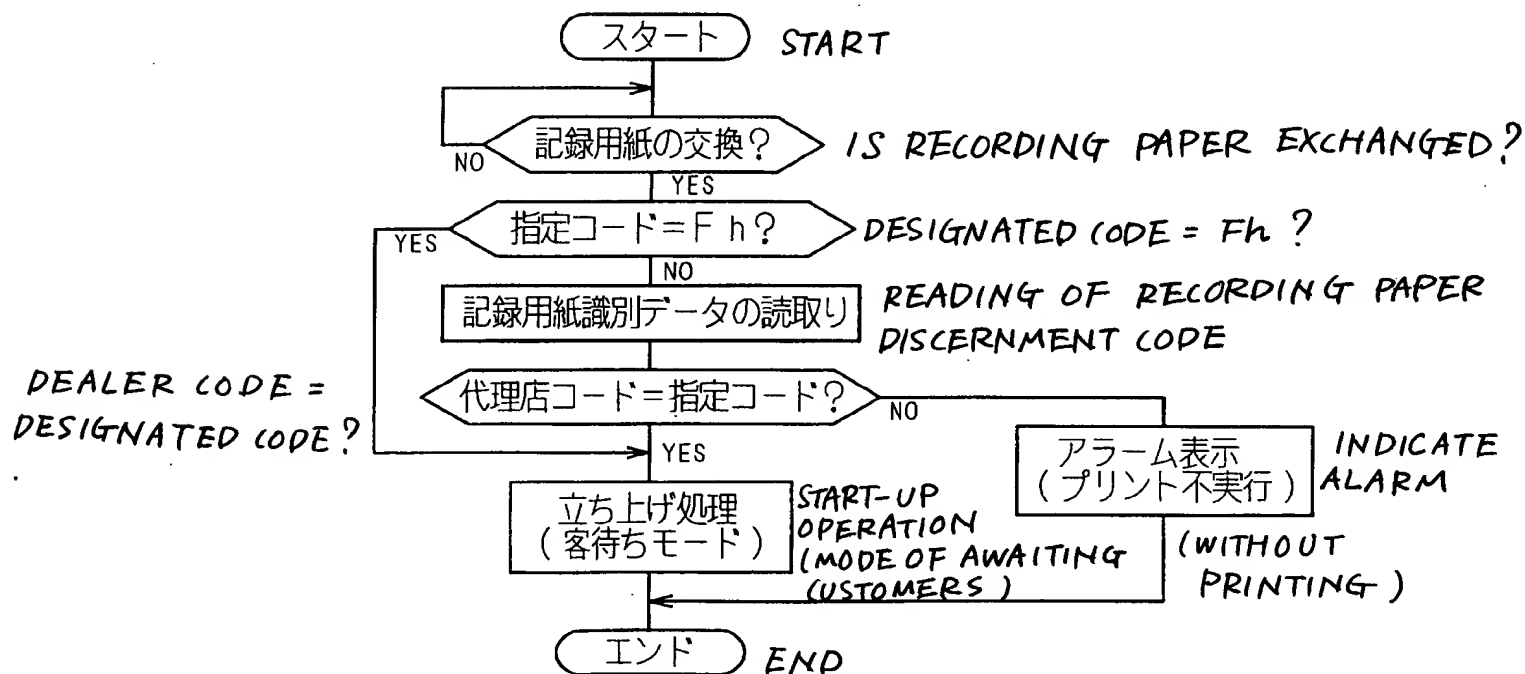 スタート START
記録用紙の交換? IS RECORDING PAPER EXCHANGED?
NO
YES
指定コード=Fh? DESIGNATED CODE = Fh ?
YES
NO
記録用紙識別データの読取り READING OF RECORDING PAPER
DISCERNMENT CODE
DEALER CODE =
DESIGNATED CODE?
代理店コード=指定コード?
NO
YES
アラーム表示
(プリント不実行)
INDICATE
ALARM
(WITHOUT
PRINTING)
立ち上げ処理
(客待ちモード)
START-UP
OPERATION
(MODE OF AWAITING
CUSTOMERS)
エンド END